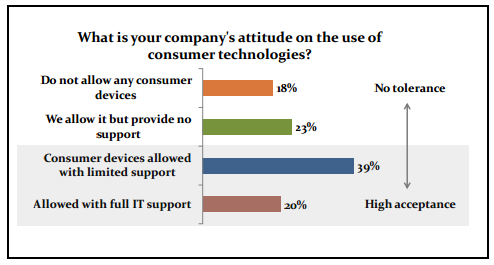 What is your company's attitude on the use of
consumer technologies?
Do not allow any consumer
devices
18%
No tolerance
We allow it but provide no
support
23%
Consumer devices allowed
with limited support
39%
Allowed with full IT support
20%
High acceptance